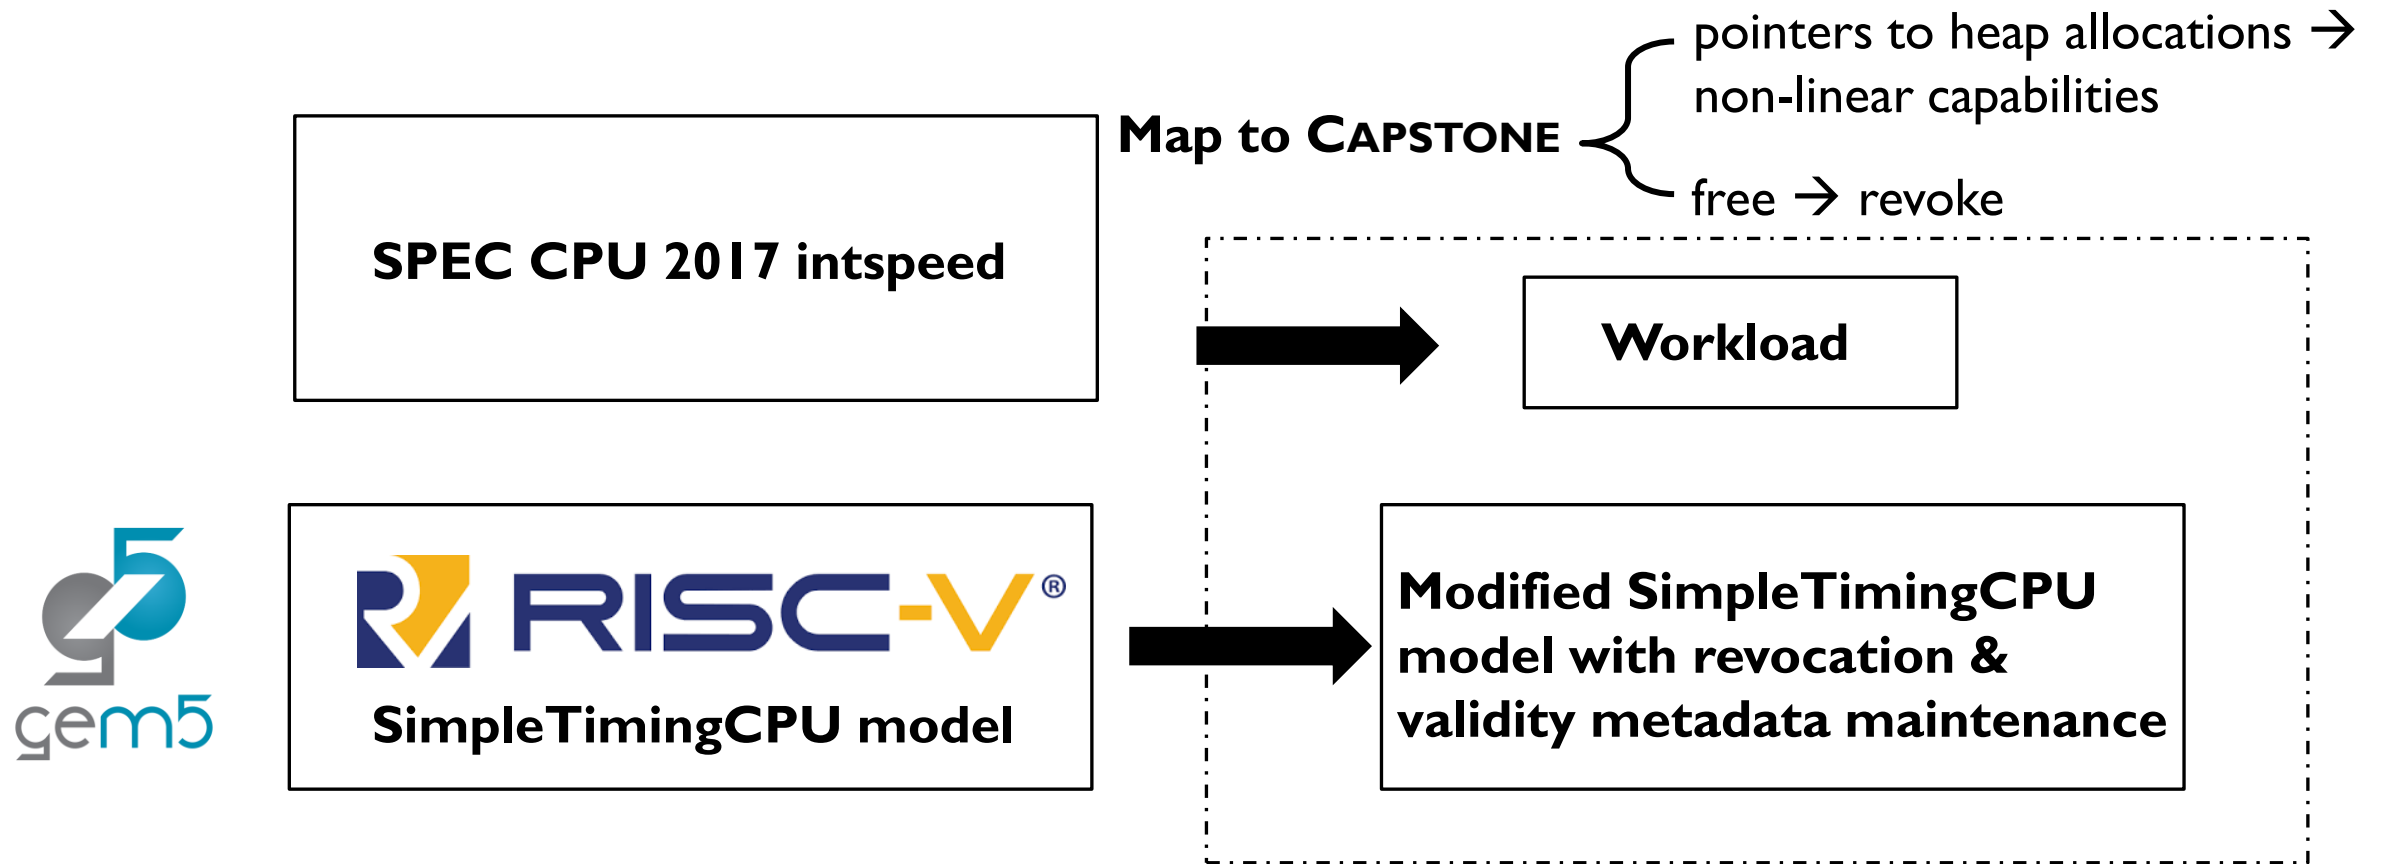 pointers to heap allocations →
non-linear capabilities
Map to CAPSTONE
free → revoke
SPEC CPU 2017 intspeed
Workload
RISC-V®
SimpleTimingCPU model
gem5
Modified SimpleTimingCPU
model with revocation &
validity metadata maintenance